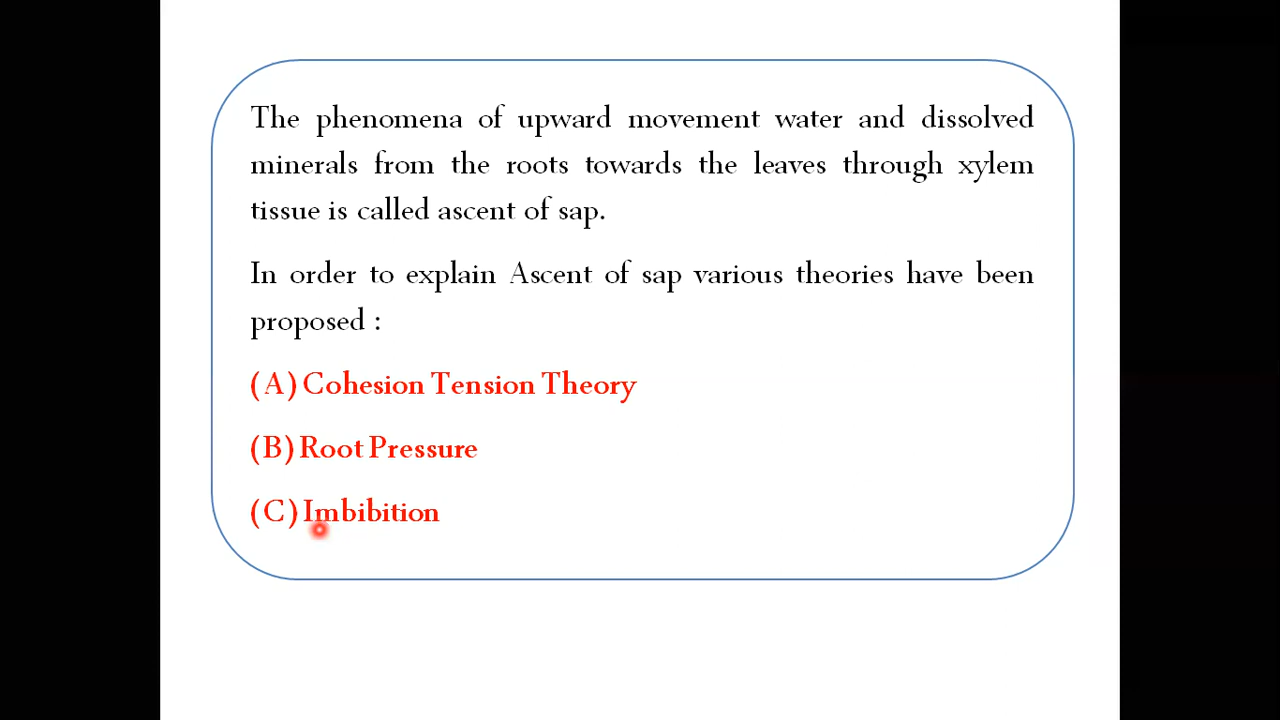 The phenomena of upward movement water and dissolved
minerals from the roots towards the leaves through xylem
tissue is called ascent of sap.
In order to explain Ascent of sap various theories have been
proposed :
(A) Cohesion Tension Theory
(B) Root Pressure
(C) Imbibition